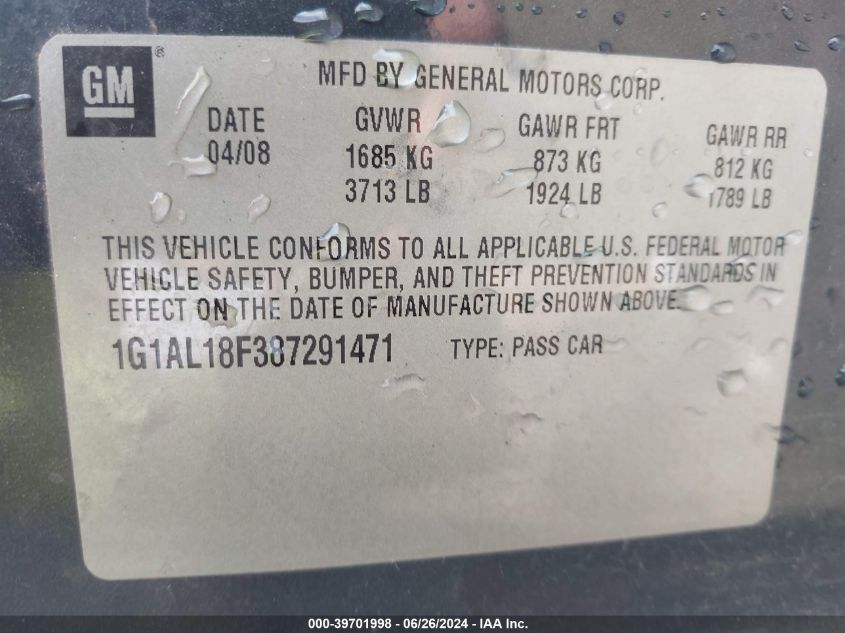 GM ®
MFD BY GENERAL MOTORS CORP.
DATE GVWR GAWR FRT GAWR RR
04/08 1685 KG 873 KG 812 KG
3713 LB 1924 LB 1789 LB
THIS VEHICLE CONFORMS TO ALL APPLICABLE U.S. FEDERAL MOTOR
VEHICLE SAFETY, BUMPER, AND THEFT PREVENTION STANDARDS IN
EFFECT ON THE DATE OF MANUFACTURE SHOWN ABOVE.
1G1AL18F387291471 TYPE: PASS CAR
000-39701998 - 06/26/2024 - IAA Inc.